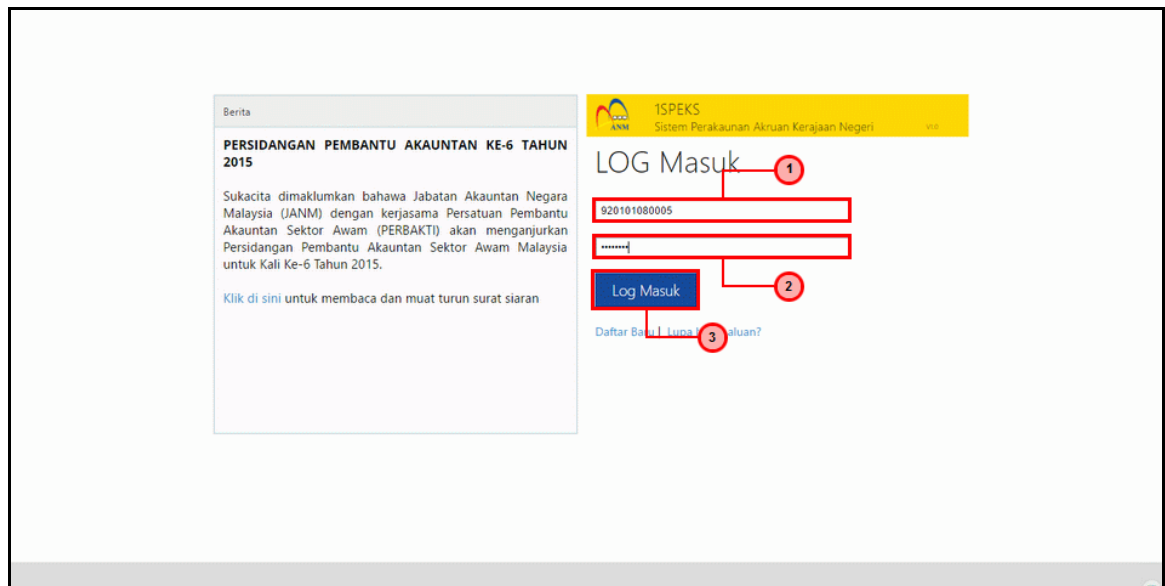 Berita
PERSIDANGAN PEMBANTU AKAUNTAN KE-6 TAHUN
2015
Sukacita dimaklumkan bahawa Jabatan Akauntan Negara
Malaysia (JANM) dengan kerjasama Persatuan Pembantu
Akauntan Sektor Awam (PERBAKTI) akan menganjurkan
Persidangan Pembantu Akauntan Sektor Awam Malaysia
untuk Kali Ke-6 Tahun 2015.
Klik di sini untuk membaca dan muat turun surat siaran
ANM
1SPEKS
Sistem Perakaunan Akruan Kerajaan Negeri
V1.0
LOG Masuk
1
920101080005
••••••••
2
Log Masuk
Daftar Baru | Lupa
3